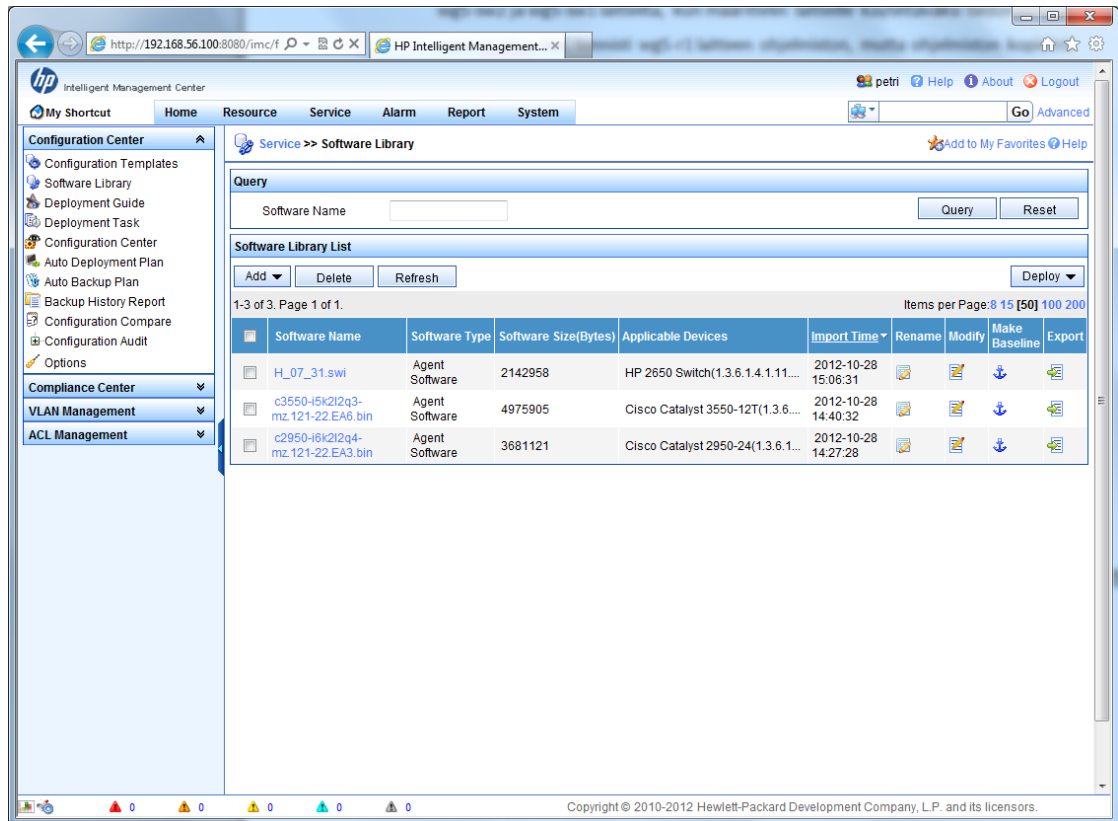 http://192.168.56.100:8080/imc/f
HP Intelligent Management...
hp Intelligent Management Center
petri Help About Logout
My Shortcut Home Resource Service Alarm Report System Go Advanced
Configuration Center
Configuration Templates
Software Library
Deployment Guide
Deployment Task
Configuration Center
Auto Deployment Plan
Auto Backup Plan
Backup History Report
Configuration Compare
Configuration Audit
Options
Compliance Center
VLAN Management
ACL Management
Service >> Software Library
Add to My Favorites Help
Query
Software Name Query Reset
Software Library List
Add Delete Refresh Deploy
1-3 of 3. Page 1 of 1. Items per Page:8 15 [50] 100 200
Software Name Software Type Software Size(Bytes) Applicable Devices Import Time Rename Modify Make Baseline Export
H_07_31.swi Agent Software 2142958 HP 2650 Switch(1.3.6.1.4.1.11.... 2012-10-28 15:06:31
c3550-i5k2l2q3-mz.121-22.EA6.bin Agent Software 4975905 Cisco Catalyst 3550-12T(1.3.6.... 2012-10-28 14:40:32
c2950-i6k2l2q4-mz.121-22.EA3.bin Agent Software 3681121 Cisco Catalyst 2950-24(1.3.6.1... 2012-10-28 14:27:28
0 0 0 0 0
Copyright © 2010-2012 Hewlett-Packard Development Company, L.P. and its licensors.